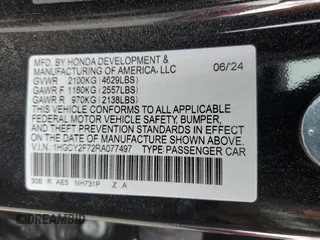 MFD. BY HONDA DEVELOPMENT & 06/24
MANUFACTURING OF AMERICA, LLC
GVWR 2100KG (4629LBS)
GAWR F 1160KG (2557LBS)
GAWR R 970KG (2138LBS)
THIS VEHICLE CONFORMS TO ALL APPLICABLE
FEDERAL MOTOR VEHICLE SAFETY, BUMPER,
AND THEFT PREVENTION STANDARDS IN EFFECT
ON THE DATE OF MANUFACTURE SHOWN ABOVE.
V.I.N.: 1HGCY2F72RA077497 TYPE PASSENGER CAR
30B R AE5 NH731P Z A
DREAMBID